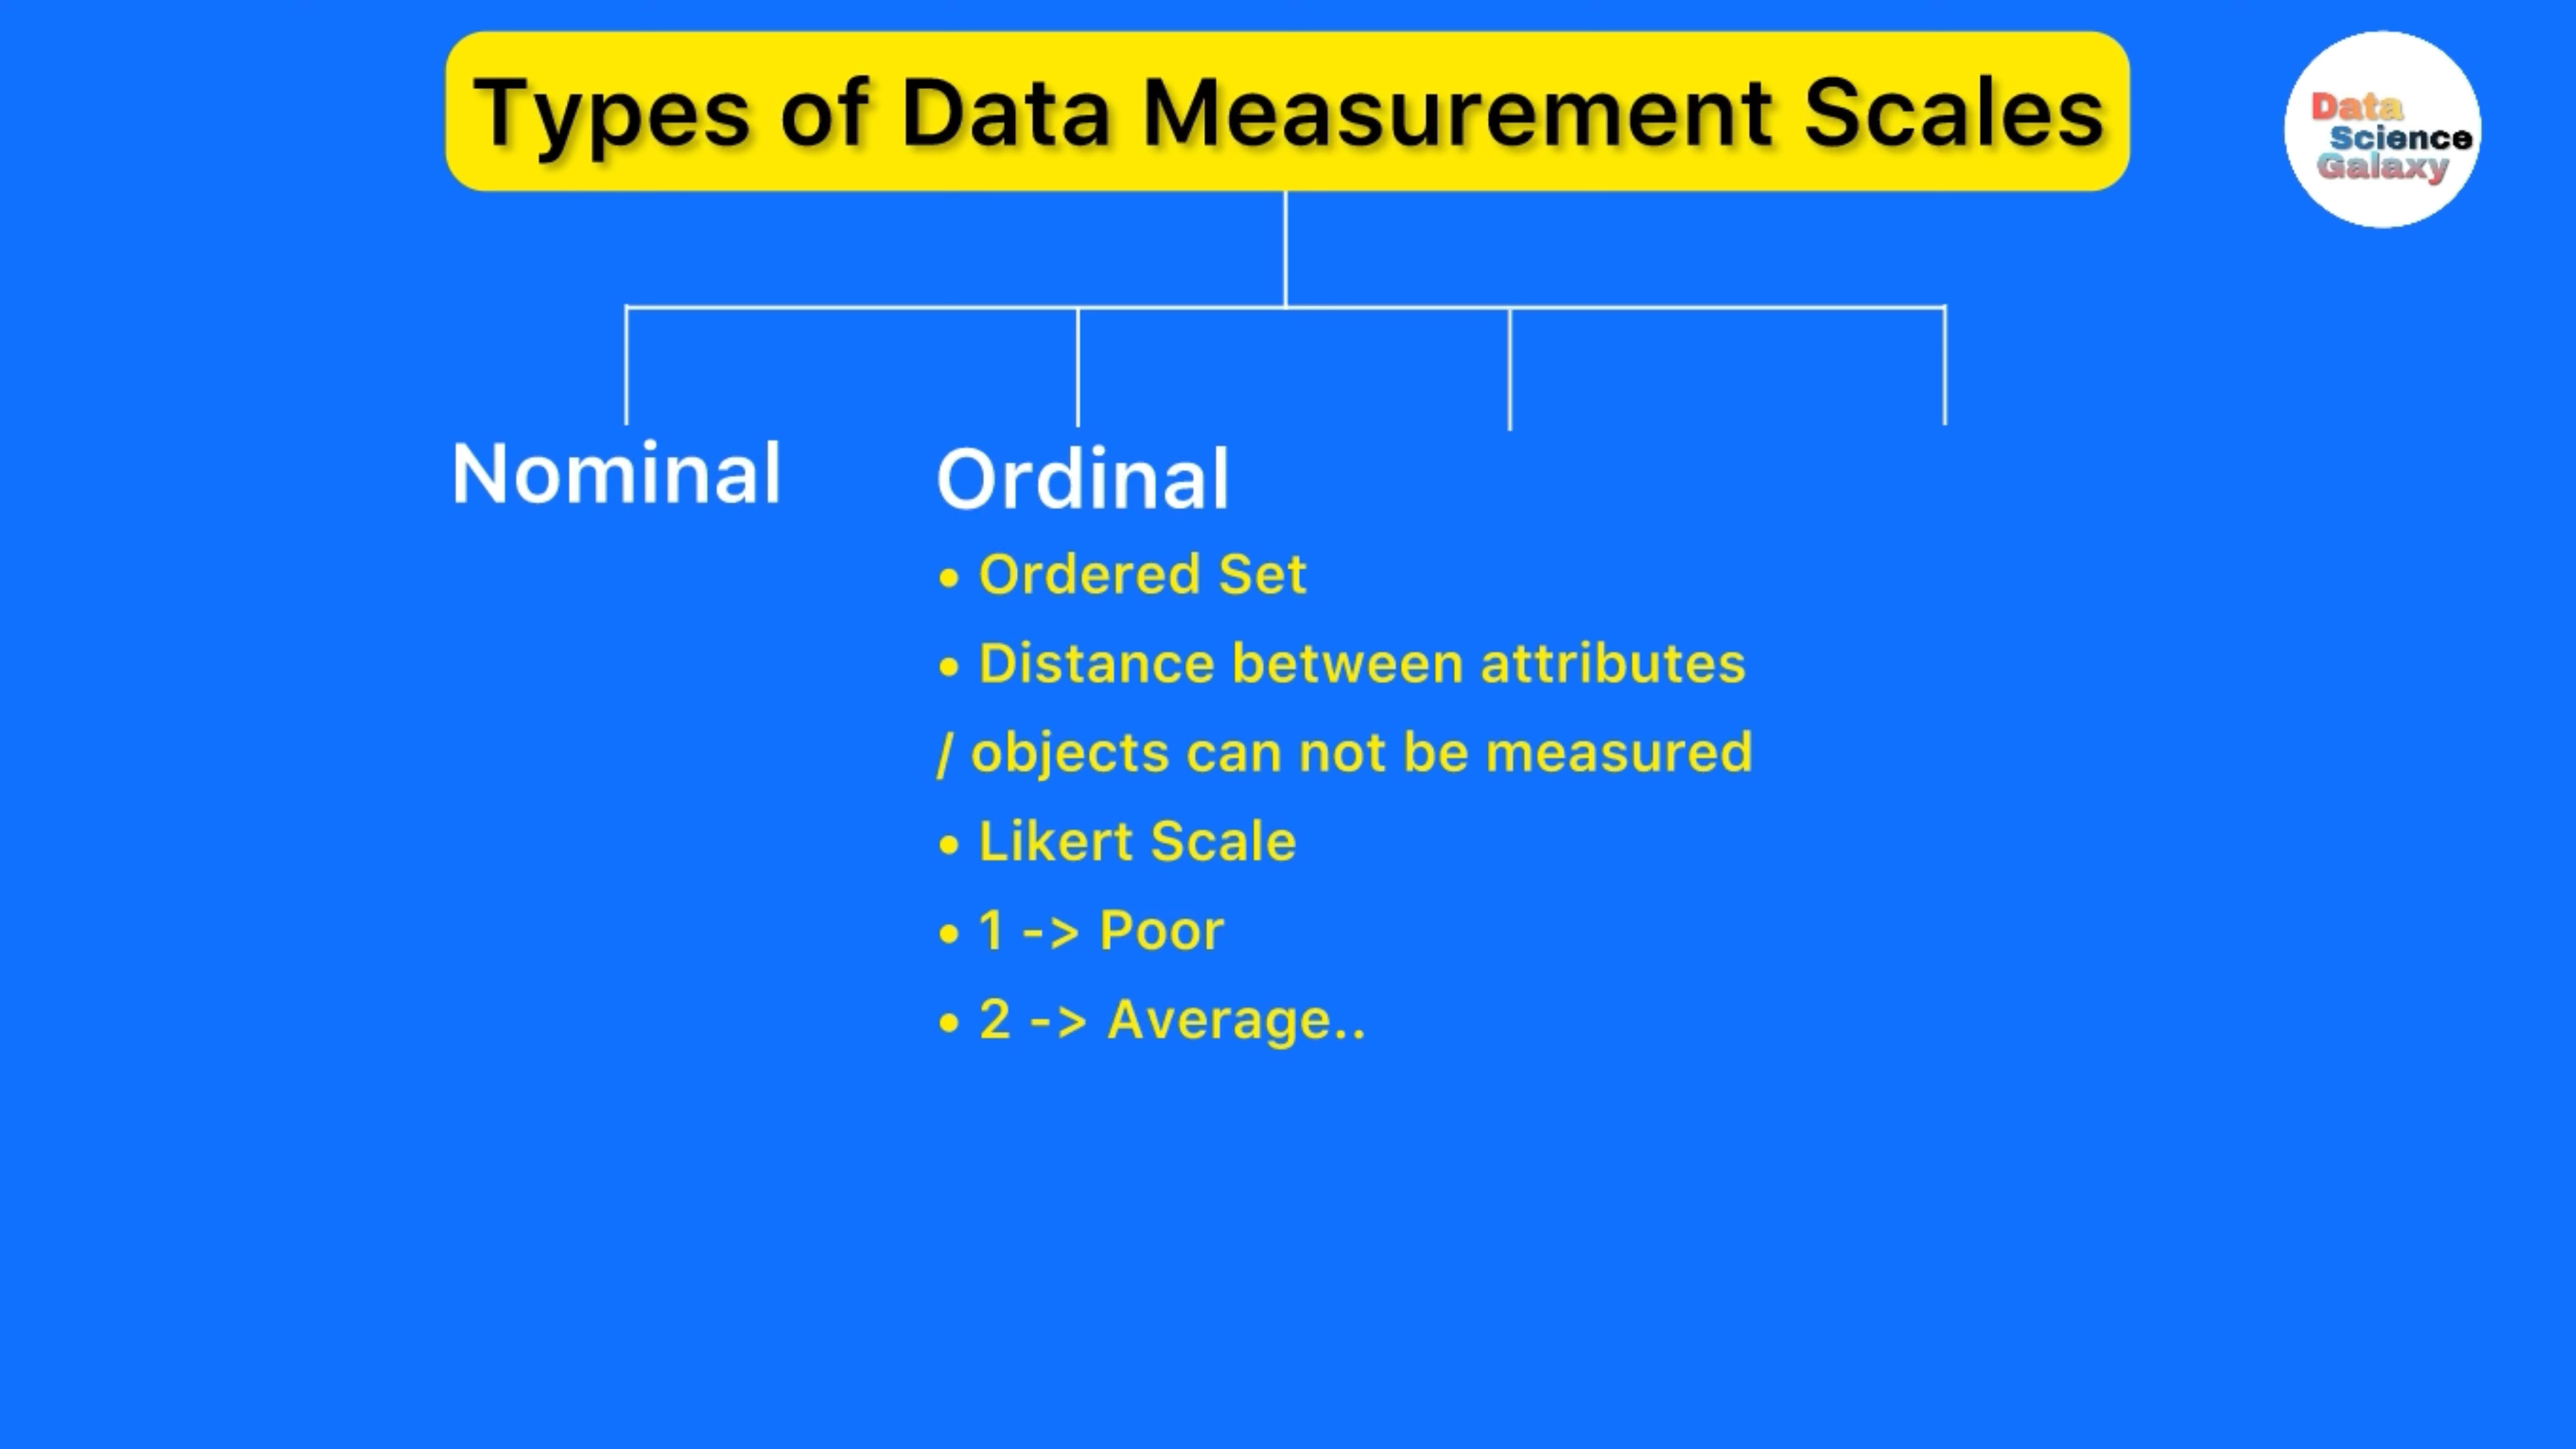 Types of Data Measurement Scales
Data
Science
Galaxy
Nominal
Ordinal
• Ordered Set
• Distance between attributes
/ objects can not be measured
• Likert Scale
• 1 -> Poor
• 2 -> Average..